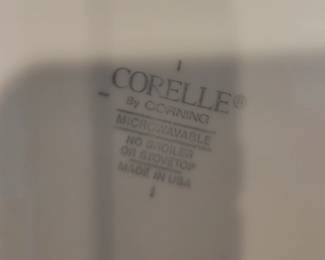 CORELLE®
By CORNING
MICROWAVABLE
NO BROILER
OR STOVETOP
MADE IN USA